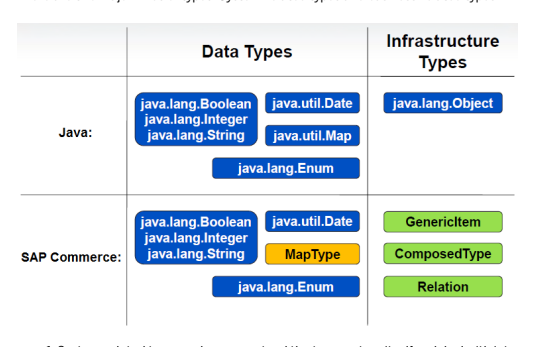 Data Types
Infrastructure
Types
Java:
java.lang.Boolean
java.lang.Integer
java.lang.String
java.util.Date
java.util.Map
java.lang.Enum
java.lang.Object
SAP Commerce:
java.lang.Boolean
java.lang.Integer
java.lang.String
java.util.Date
MapType
java.lang.Enum
GenericItem
ComposedType
Relation